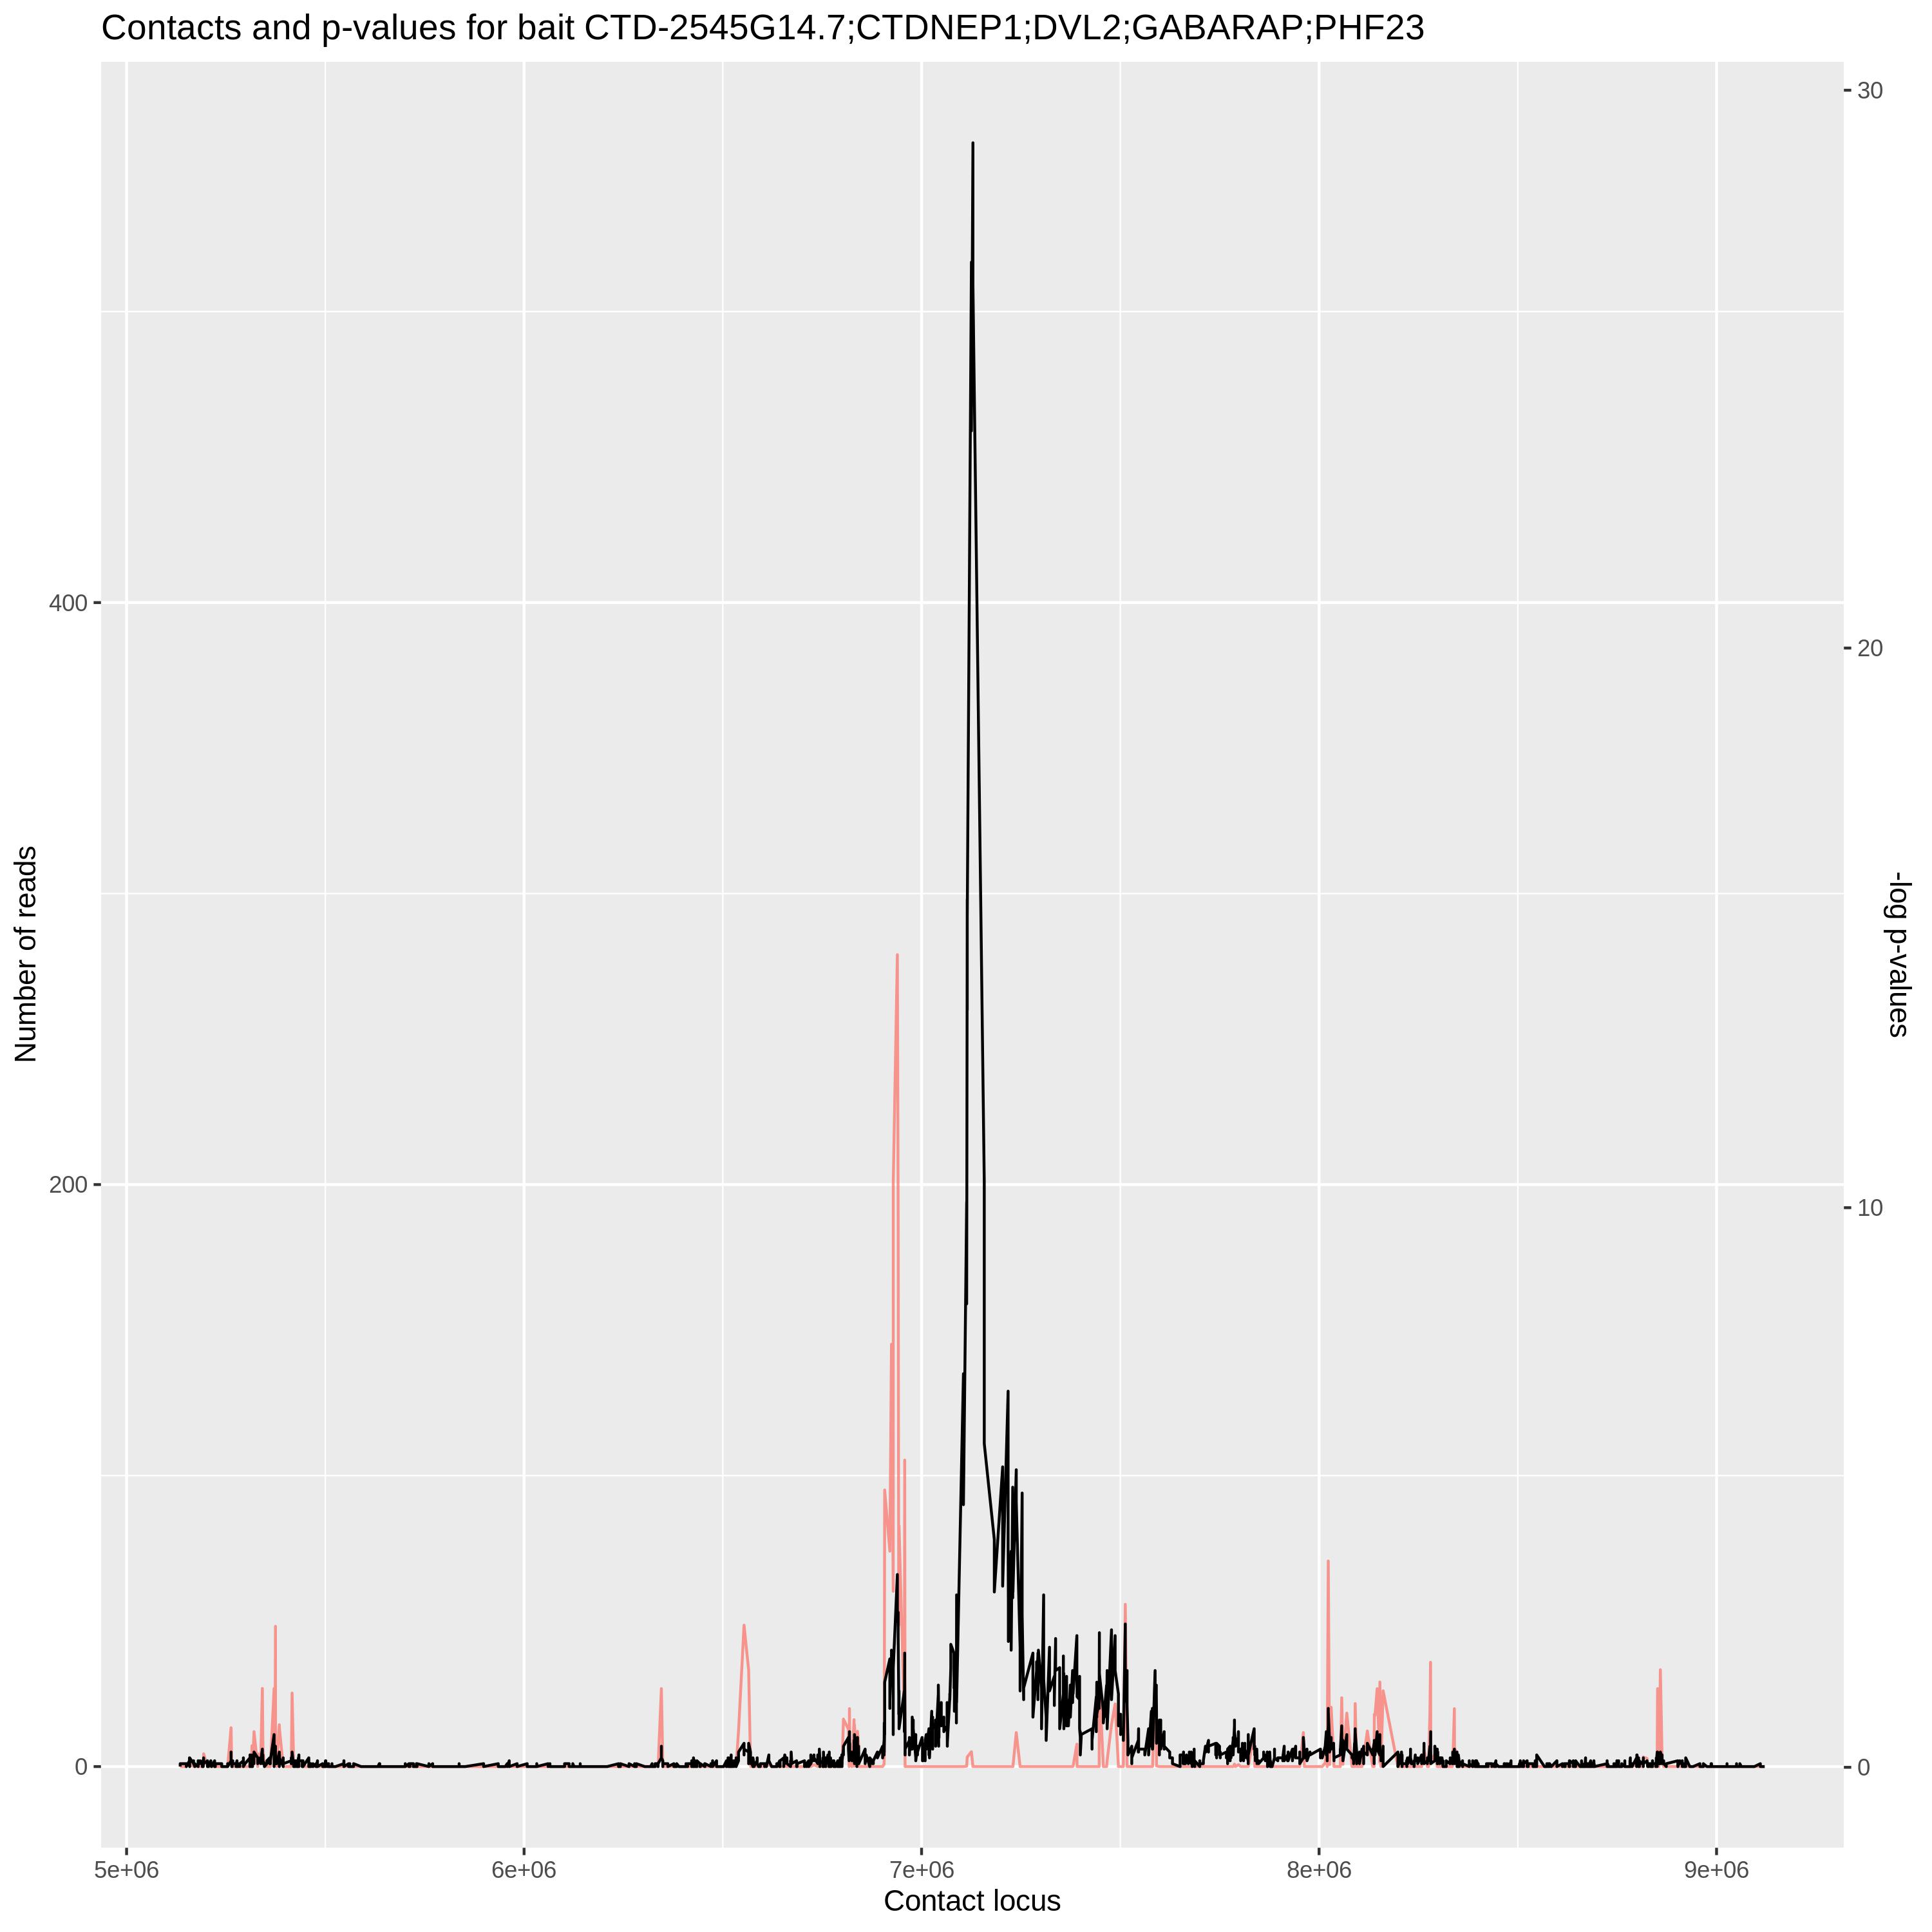 Contacts and p-values for bait CTD-2545G14.7;CTDNEP1;DVL2;GABARAP;PHF23
30
400
20
Number of reads
-log p-values
200
10
0
0
5e+06
6e+06
7e+06
8e+06
9e+06
Contact locus